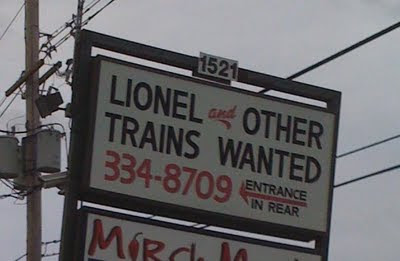 1521
LIONEL and OTHER
TRAINS WANTED
334-8709 ENTRANCE
IN REAR